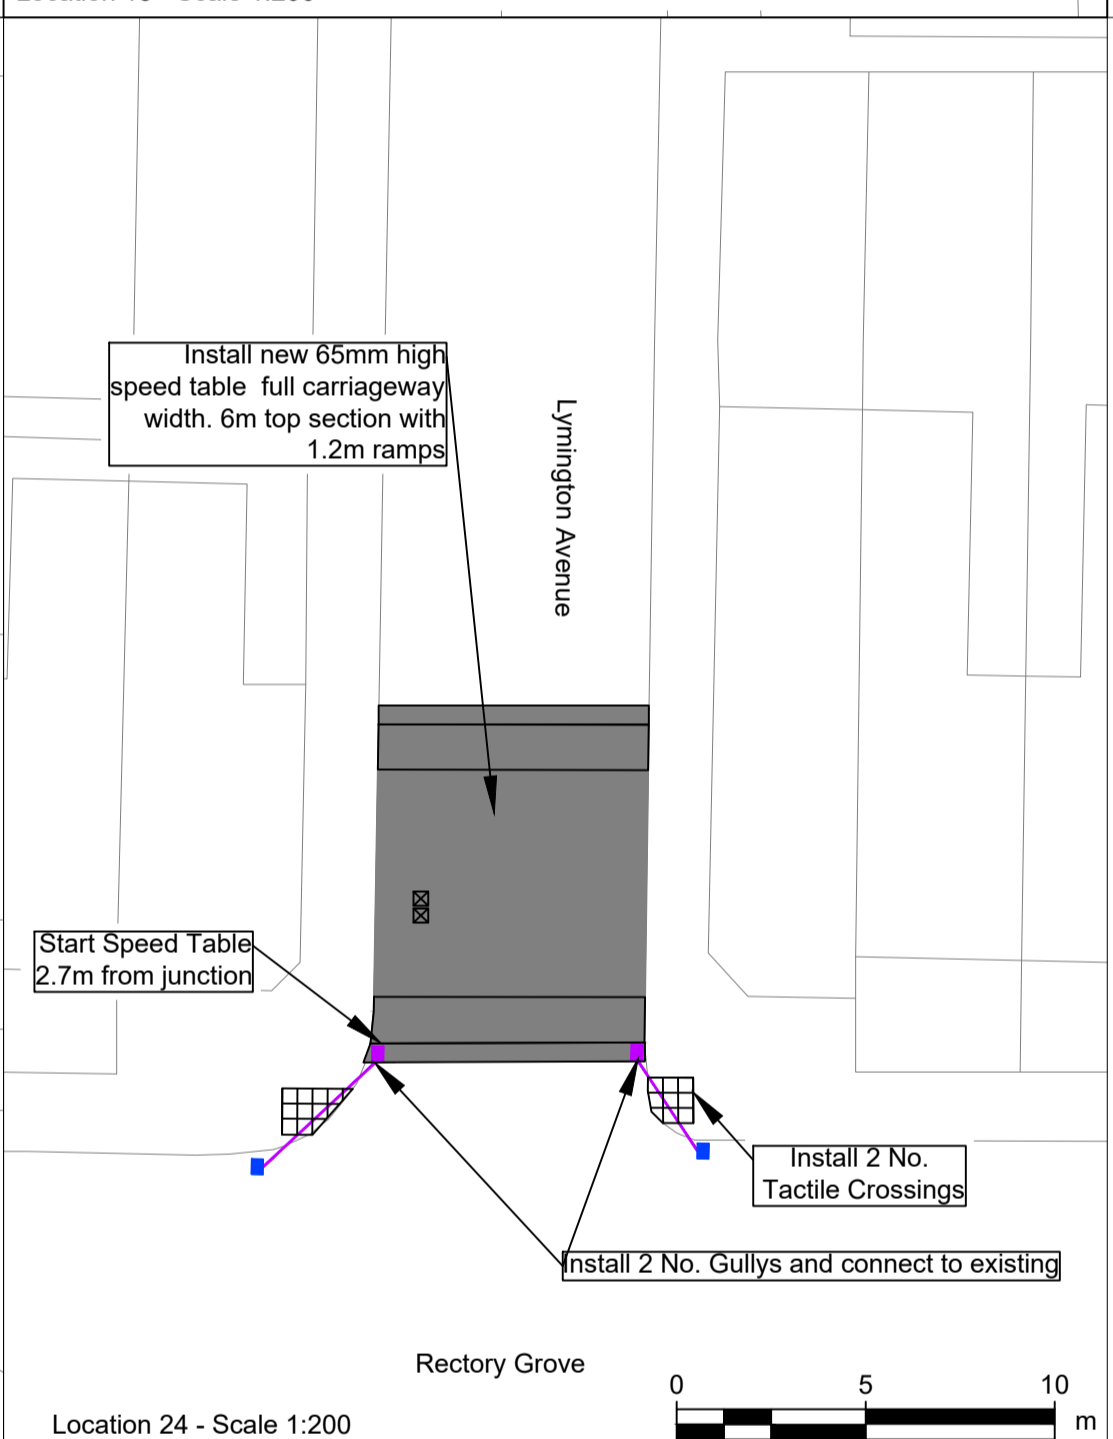 Install new 65mm high
speed table  full carriageway
width. 6m top section with
1.2m ramps
Lymington Avenue
Start Speed Table
2.7m from junction
Install 2 No.
Tactile Crossings
Install 2 No. Gullys and connect to existing
Rectory Grove
0 5 10
m
Location 24 - Scale 1:200